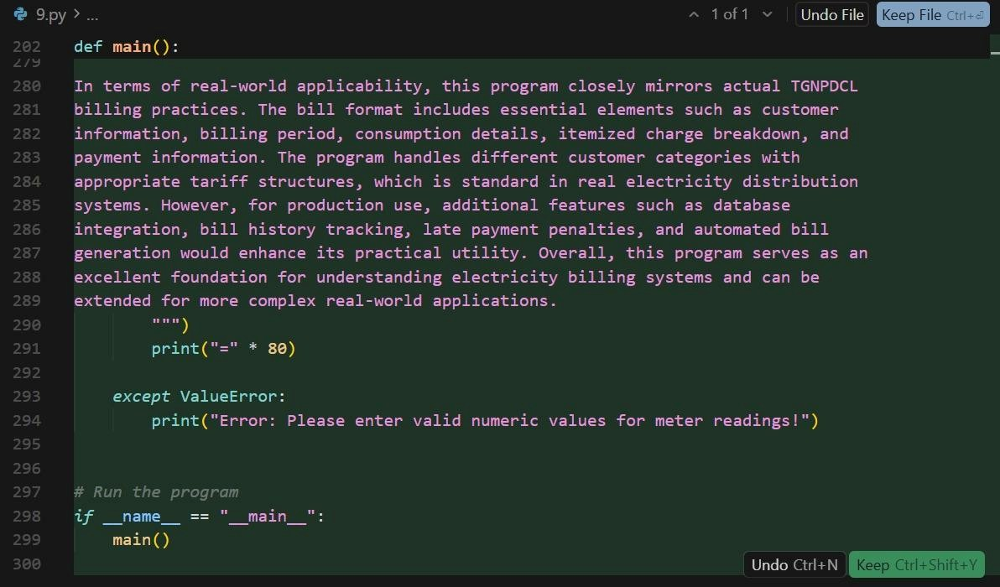 9.py > ...
1 of 1
Undo File
Keep File Ctrl+⏎
202 def main():
279
280 In terms of real-world applicability, this program closely mirrors actual TGNPDCL
281 billing practices. The bill format includes essential elements such as customer
282 information, billing period, consumption details, itemized charge breakdown, and
283 payment information. The program handles different customer categories with
284 appropriate tariff structures, which is standard in real electricity distribution
285 systems. However, for production use, additional features such as database
286 integration, bill history tracking, late payment penalties, and automated bill
287 generation would enhance its practical utility. Overall, this program serves as an
288 excellent foundation for understanding electricity billing systems and can be
289 extended for more complex real-world applications.
290         """)
291         print("=" * 80)
292
293     except ValueError:
294         print("Error: Please enter valid numeric values for meter readings!")
295
296
297 # Run the program
298 if __name__ == "__main__":
299     main()
300
Undo Ctrl+N
Keep Ctrl+Shift+Y